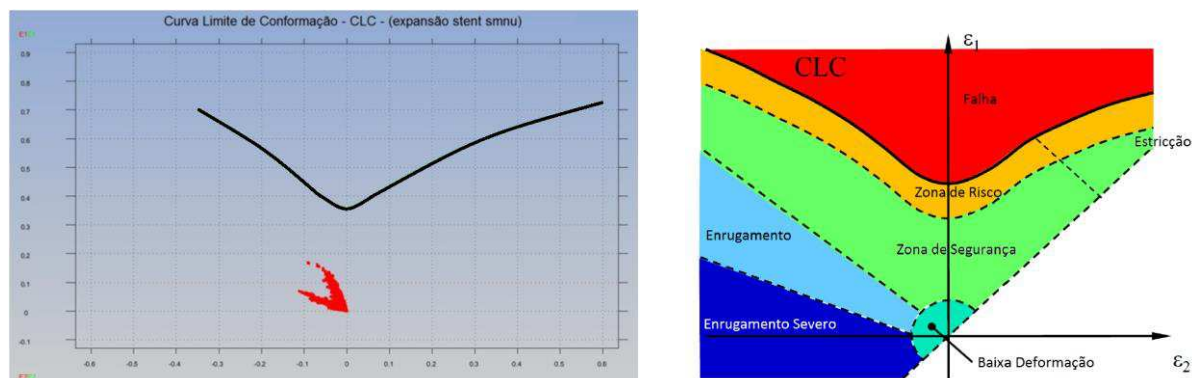 Curva Limite de Conformação - CLC - (expansão stent smnu)
0.9
0.8
0.7
0.6
0.5
0.4
0.3
0.2
0.1
0
-0.1
-0.6
-0.5
-0.4
-0.3
-0.2
-0.1
0
0.1
0.2
0.3
0.4
0.5
0.6
ε1
CLC
Falha
Estricção
Zona de Risco
Enrugamento
Zona de Segurança
Enrugamento Severo
Baixa Deformação
ε2